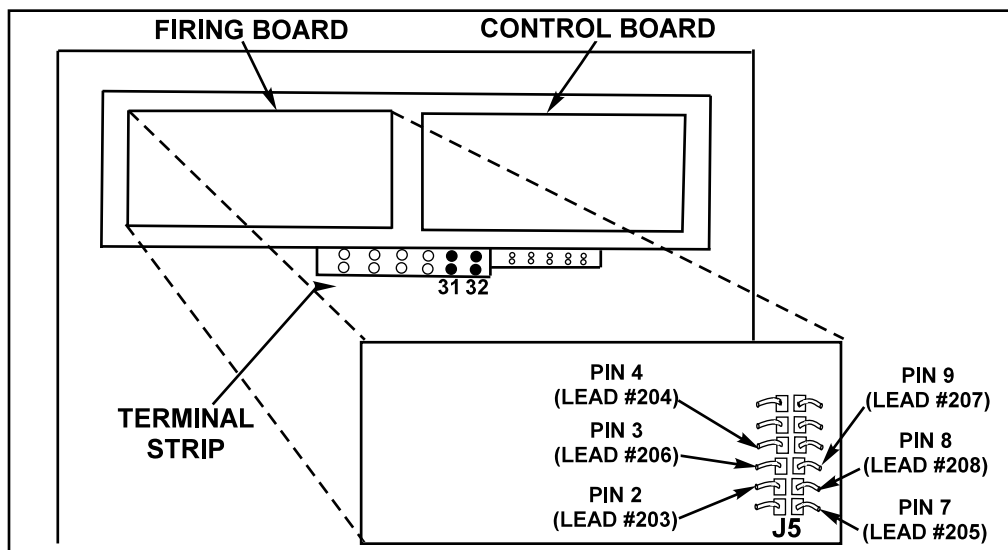 FIRING BOARD
CONTROL BOARD
31 32
TERMINAL
STRIP
PIN 4
(LEAD #204)
PIN 3
(LEAD #206)
PIN 2
(LEAD #203)
PIN 9
(LEAD #207)
PIN 8
(LEAD #208)
PIN 7
(LEAD #205)
J5